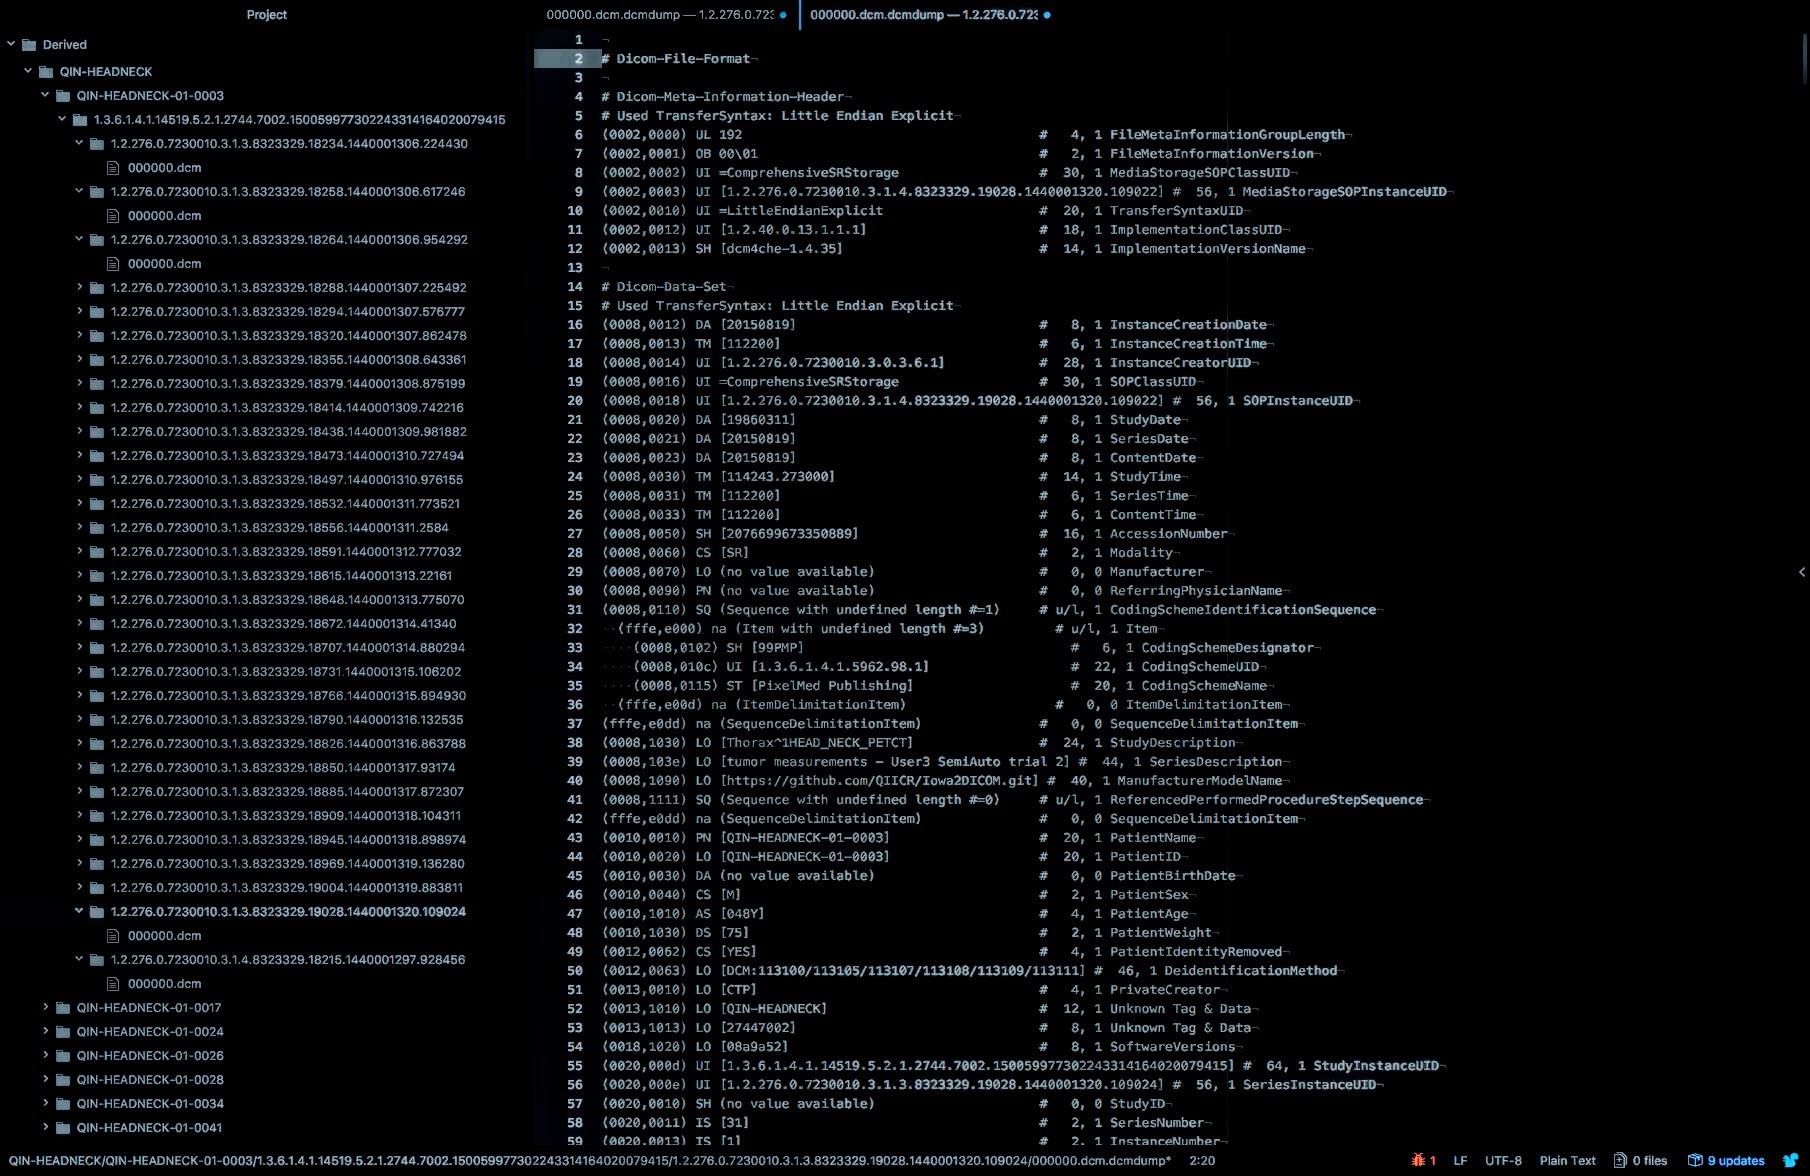 Project
Derived
QIN-HEADNECK
QIN-HEADNECK-01-0003
1.3.6.1.4.1.14519.5.2.1.2744.7002.150059977302243314164020079415
1.2.276.0.7230010.3.1.3.8323329.18234.1440001306.224430
000000.dcm
1.2.276.0.7230010.3.1.3.8323329.18258.1440001306.617246
000000.dcm
1.2.276.0.7230010.3.1.3.8323329.18264.1440001306.954292
000000.dcm
1.2.276.0.7230010.3.1.3.8323329.18288.1440001307.225492
1.2.276.0.7230010.3.1.3.8323329.18294.1440001307.576777
1.2.276.0.7230010.3.1.3.8323329.18320.1440001307.862478
1.2.276.0.7230010.3.1.3.8323329.18355.1440001308.643361
1.2.276.0.7230010.3.1.3.8323329.18379.1440001308.875199
1.2.276.0.7230010.3.1.3.8323329.18414.1440001309.742216
1.2.276.0.7230010.3.1.3.8323329.18438.1440001309.981882
1.2.276.0.7230010.3.1.3.8323329.18473.1440001310.727494
1.2.276.0.7230010.3.1.3.8323329.18497.1440001310.976155
1.2.276.0.7230010.3.1.3.8323329.18532.1440001311.773521
1.2.276.0.7230010.3.1.3.8323329.18556.1440001311.2584
1.2.276.0.7230010.3.1.3.8323329.18591.1440001312.777032
1.2.276.0.7230010.3.1.3.8323329.18615.1440001313.22161
1.2.276.0.7230010.3.1.3.8323329.18648.1440001313.775070
1.2.276.0.7230010.3.1.3.8323329.18672.1440001314.41340
1.2.276.0.7230010.3.1.3.8323329.18707.1440001314.880294
1.2.276.0.7230010.3.1.3.8323329.18731.1440001315.106202
1.2.276.0.7230010.3.1.3.8323329.18766.1440001315.894930
1.2.276.0.7230010.3.1.3.8323329.18790.1440001316.132535
1.2.276.0.7230010.3.1.3.8323329.18826.1440001316.863788
1.2.276.0.7230010.3.1.3.8323329.18850.1440001317.93174
1.2.276.0.7230010.3.1.3.8323329.18885.1440001317.872307
1.2.276.0.7230010.3.1.3.8323329.18909.1440001318.104311
1.2.276.0.7230010.3.1.3.8323329.18945.1440001318.898974
1.2.276.0.7230010.3.1.3.8323329.18969.1440001319.136280
1.2.276.0.7230010.3.1.3.8323329.19004.1440001319.883811
1.2.276.0.7230010.3.1.3.8323329.19028.1440001320.109024
000000.dcm
1.2.276.0.7230010.3.1.4.8323329.18215.1440001297.928456
000000.dcm
QIN-HEADNECK-01-0017
QIN-HEADNECK-01-0024
QIN-HEADNECK-01-0026
QIN-HEADNECK-01-0028
QIN-HEADNECK-01-0034
QIN-HEADNECK-01-0041
000000.dcm.dcmdump — 1.2.276.0.723
000000.dcm.dcmdump — 1.2.276.0.723
1
2 # Dicom-File-Format
3
4 # Dicom-Meta-Information-Header
5 # Used TransferSyntax: Little Endian Explicit
6 (0002,0000) UL 192 # 4, 1 FileMetaInformationGroupLength
7 (0002,0001) OB 00\01 # 2, 1 FileMetaInformationVersion
8 (0002,0002) UI =ComprehensiveSRStorage # 30, 1 MediaStorageSOPClassUID
9 (0002,0003) UI [1.2.276.0.7230010.3.1.4.8323329.19028.1440001320.109022] # 56, 1 MediaStorageSOPInstanceUID
10 (0002,0010) UI =LittleEndianExplicit # 20, 1 TransferSyntaxUID
11 (0002,0012) UI [1.2.40.0.13.1.1.1] # 18, 1 ImplementationClassUID
12 (0002,0013) SH [dcm4che-1.4.35] # 14, 1 ImplementationVersionName
13
14 # Dicom-Data-Set
15 # Used TransferSyntax: Little Endian Explicit
16 (0008,0012) DA [20150819] # 8, 1 InstanceCreationDate
17 (0008,0013) TM [112200] # 6, 1 InstanceCreationTime
18 (0008,0014) UI [1.2.276.0.7230010.3.0.3.6.1] # 28, 1 InstanceCreatorUID
19 (0008,0016) UI =ComprehensiveSRStorage # 30, 1 SOPClassUID
20 (0008,0018) UI [1.2.276.0.7230010.3.1.4.8323329.19028.1440001320.109022] # 56, 1 SOPInstanceUID
21 (0008,0020) DA [19860311] # 8, 1 StudyDate
22 (0008,0021) DA [20150819] # 8, 1 SeriesDate
23 (0008,0023) DA [20150819] # 8, 1 ContentDate
24 (0008,0030) TM [114243.273000] # 14, 1 StudyTime
25 (0008,0031) TM [112200] # 6, 1 SeriesTime
26 (0008,0033) TM [112200] # 6, 1 ContentTime
27 (0008,0050) SH [2076699673350889] # 16, 1 AccessionNumber
28 (0008,0060) CS [SR] # 2, 1 Modality
29 (0008,0070) LO (no value available) # 0, 0 Manufacturer
30 (0008,0090) PN (no value available) # 0, 0 ReferringPhysicianName
31 (0008,0110) SQ (Sequence with undefined length #=1) # u/l, 1 CodingSchemeIdentificationSequence
32 (fffe,e000) na (Item with undefined length #=3) # u/l, 1 Item
33 (0008,0102) SH [99PMP] # 6, 1 CodingSchemeDesignator
34 (0008,010c) UI [1.3.6.1.4.1.5962.98.1] # 22, 1 CodingSchemeUID
35 (0008,0115) ST [PixelMed Publishing] # 20, 1 CodingSchemeName
36 (fffe,e00d) na (ItemDelimitationItem) # 0, 0 ItemDelimitationItem
37 (fffe,e0dd) na (SequenceDelimitationItem) # 0, 0 SequenceDelimitationItem
38 (0008,1030) LO [Thorax^1HEAD_NECK_PETCT] # 24, 1 StudyDescription
39 (0008,103e) LO [tumor measurements - User3 SemiAuto trial 2] # 44, 1 SeriesDescription
40 (0008,1090) LO [https://github.com/QIICR/Iowa2DICOM.git] # 40, 1 ManufacturerModelName
41 (0008,1111) SQ (Sequence with undefined length #=0) # u/l, 1 ReferencedPerformedProcedureStepSequence
42 (fffe,e0dd) na (SequenceDelimitationItem) # 0, 0 SequenceDelimitationItem
43 (0010,0010) PN [QIN-HEADNECK-01-0003] # 20, 1 PatientName
44 (0010,0020) LO [QIN-HEADNECK-01-0003] # 20, 1 PatientID
45 (0010,0030) DA (no value available) # 0, 0 PatientBirthDate
46 (0010,0040) CS [M] # 2, 1 PatientSex
47 (0010,1010) AS [048Y] # 4, 1 PatientAge
48 (0010,1030) DS [75] # 2, 1 PatientWeight
49 (0012,0062) CS [YES] # 4, 1 PatientIdentityRemoved
50 (0012,0063) LO [DCM:113100/113105/113107/113108/113109/113111] # 46, 1 DeidentificationMethod
51 (0013,0010) LO [CTP] # 4, 1 PrivateCreator
52 (0013,1010) LO [QIN-HEADNECK] # 12, 1 Unknown Tag & Data
53 (0013,1013) LO [27447002] # 8, 1 Unknown Tag & Data
54 (0018,1020) LO [08a9a52] # 8, 1 SoftwareVersions
55 (0020,000d) UI [1.3.6.1.4.1.14519.5.2.1.2744.7002.150059977302243314164020079415] # 64, 1 StudyInstanceUID
56 (0020,000e) UI [1.2.276.0.7230010.3.1.3.8323329.19028.1440001320.109024] # 56, 1 SeriesInstanceUID
57 (0020,0010) SH (no value available) # 0, 0 StudyID
58 (0020,0011) IS [31] # 2, 1 SeriesNumber
59 (0020,0013) IS [1] # 2, 1 InstanceNumber
QIN-HEADNECK/QIN-HEADNECK-01-0003/1.3.6.1.4.1.14519.5.2.1.2744.7002.150059977302243314164020079415/1.2.276.0.7230010.3.1.3.8323329.19028.1440001320.109024/000000.dcm.dcmdump* 2:20 1 LF UTF-8 Plain Text 0 files 9 updates